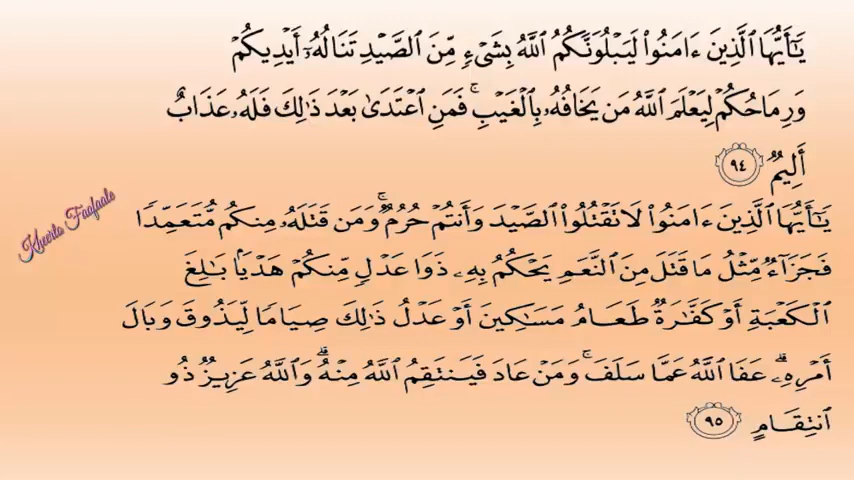 يَـٰٓأَيُّهَا ٱلَّذِينَ ءَامَنُوا۟ لَيَبْلُوَنَّكُمُ ٱللَّهُ بِشَىْءٍ مِّنَ ٱلصَّيْدِ تَنَالُهُۥٓ أَيْدِيكُمْ
وَرِمَاحُكُمْ لِيَعْلَمَ ٱللَّهُ مَن يَخَافُهُۥ بِٱلْغَيْبِ ۚ فَمَنِ ٱعْتَدَىٰ بَعْدَ ذَٰلِكَ فَلَهُۥ عَذَابٌ
أَلِيمٌ ٩٤
يَـٰٓأَيُّهَا ٱلَّذِينَ ءَامَنُوا۟ لَا تَقْتُلُوا۟ ٱلصَّيْدَ وَأَنتُمْ حُرُمٌ ۚ وَمَن قَتَلَهُۥ مِنكُم مُّتَعَمِّدًا
فَجَزَآءٌ مِّثْلُ مَا قَتَلَ مِنَ ٱلنَّعَمِ يَحْكُمُ بِهِۦ ذَوَا عَدْلٍ مِّنكُمْ هَدْيًۢا بَـٰلِغَ
ٱلْكَعْبَةِ أَوْ كَفَّـٰرَةٌ طَعَامُ مَسَـٰكِينَ أَوْ عَدْلُ ذَٰلِكَ صِيَامًا لِّيَذُوقَ وَبَالَ
أَمْرِهِۦ ۗ عَفَا ٱللَّهُ عَمَّا سَلَفَ ۚ وَمَنْ عَادَ فَيَنتَقِمُ ٱللَّهُ مِنْهُ ۗ وَٱللَّهُ عَزِيزٌ ذُو
ٱنتِقَامٍ ٩٥
Kheerta Faafaale